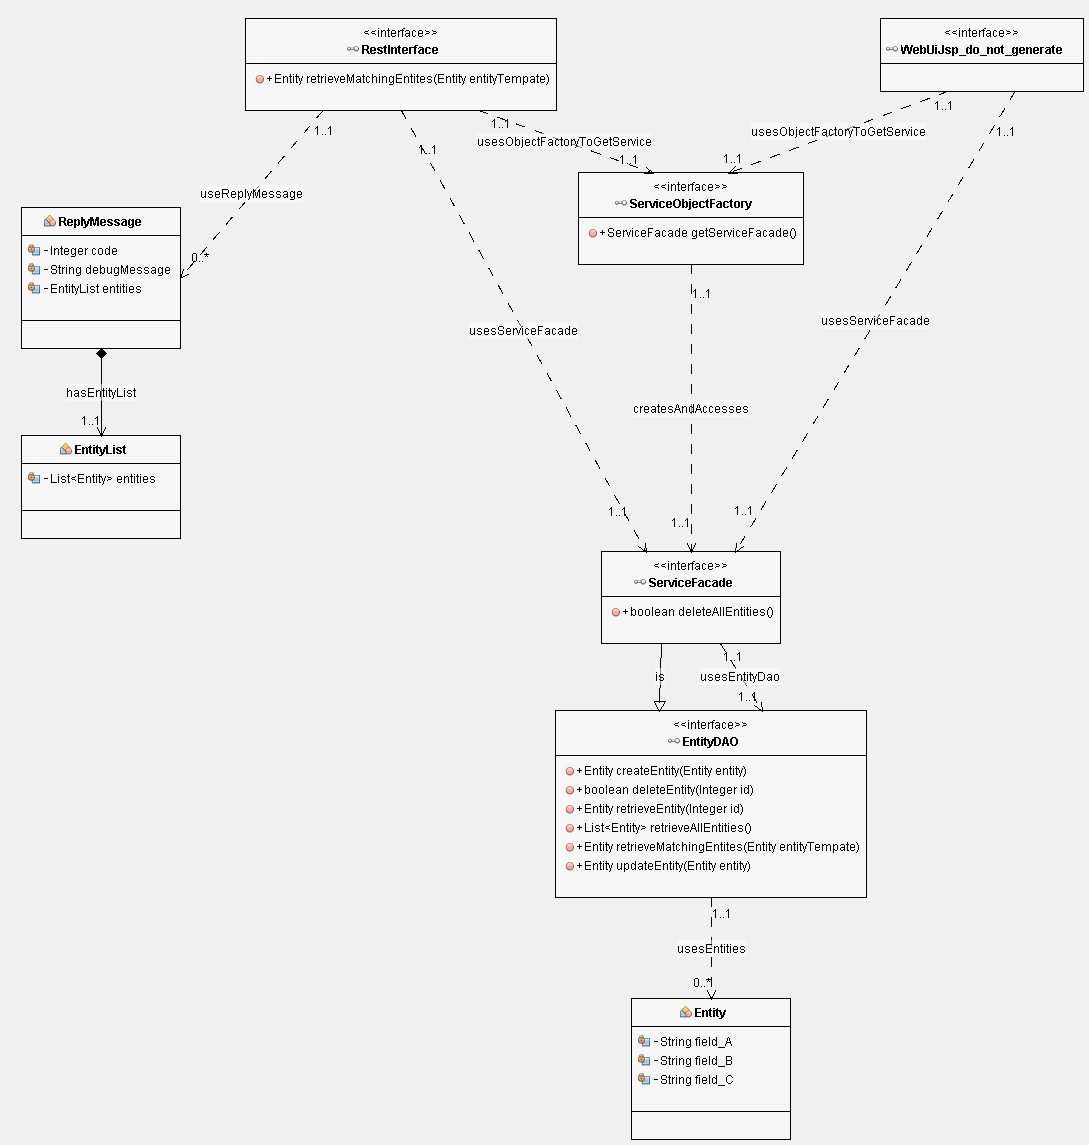 <<interface>>
RestInterface
+ Entity retrieveMatchingEntites(Entity entityTempate)
<<interface>>
WebUiJsp_do_not_generate
1..1
1..1
1..1
1..1
1..1
usesObjectFactoryToGetService
usesObjectFactoryToGetService
1..1
1..1
useReplyMessage
<<interface>>
ServiceObjectFactory
+ ServiceFacade getServiceFacade()
ReplyMessage
- Integer code
- String debugMessage
- EntityList entities
0..*
1..1
usesServiceFacade
usesServiceFacade
hasEntityList
1..1
createsAndAccesses
EntityList
- List<Entity> entities
1..1
1..1
1..1
<<interface>>
ServiceFacade
+ boolean deleteAllEntities()
1..1
is
usesEntityDao
1..1
<<interface>>
EntityDAO
+ Entity createEntity(Entity entity)
+ boolean deleteEntity(Integer id)
+ Entity retrieveEntity(Integer id)
+ List<Entity> retrieveAllEntities()
+ Entity retrieveMatchingEntites(Entity entityTempate)
+ Entity updateEntity(Entity entity)
1..1
usesEntities
0..*
Entity
- String field_A
- String field_B
- String field_C